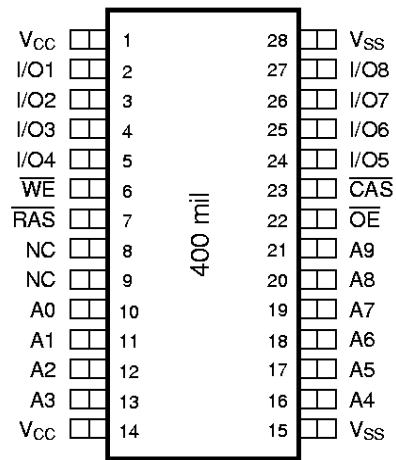 VCC 1 28 VSS
I/O1 2 27 I/O8
I/O2 3 26 I/O7
I/O3 4 25 I/O6
I/O4 5 24 I/O5
WE 6 23 CAS
RAS 7 22 OE
NC 8 21 A9
NC 9 20 A8
A0 10 19 A7
A1 11 18 A6
A2 12 17 A5
A3 13 16 A4
VCC 14 15 VSS
400 mil